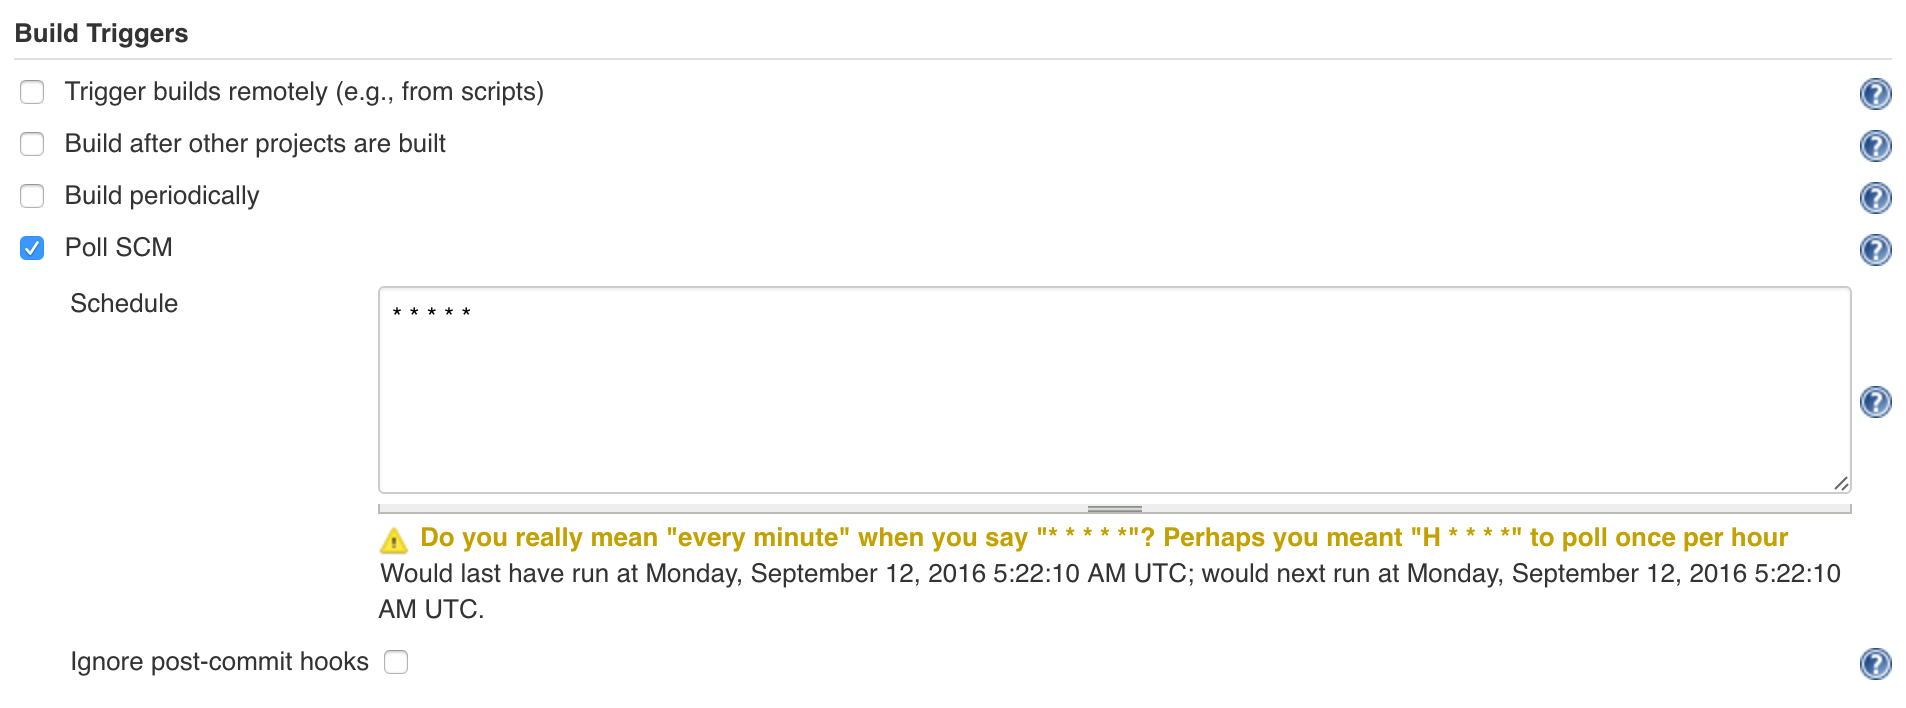 Build Triggers
Trigger builds remotely (e.g., from scripts)
Build after other projects are built
Build periodically
Poll SCM
Schedule
* * * * *
Do you really mean "every minute" when you say "* * * * *"? Perhaps you meant "H * * * *" to poll once per hour
Would last have run at Monday, September 12, 2016 5:22:10 AM UTC; would next run at Monday, September 12, 2016 5:22:10
AM UTC.
Ignore post-commit hooks